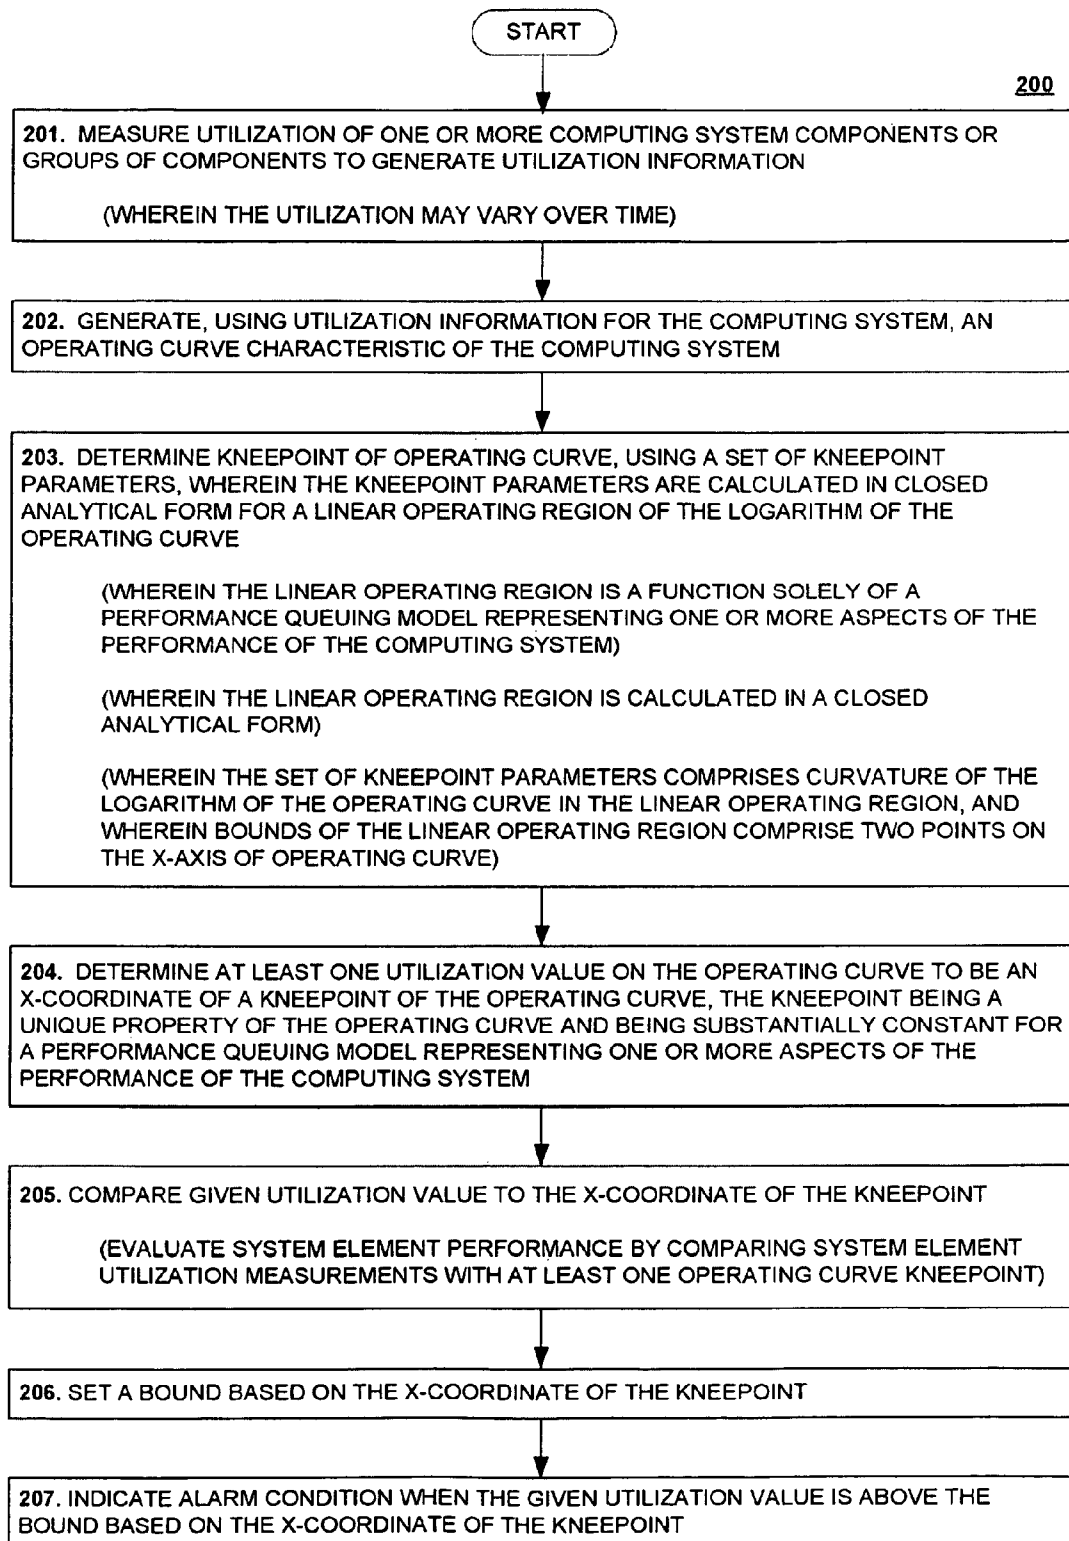 START
200
201. MEASURE UTILIZATION OF ONE OR MORE COMPUTING SYSTEM COMPONENTS OR
GROUPS OF COMPONENTS TO GENERATE UTILIZATION INFORMATION
(WHEREIN THE UTILIZATION MAY VARY OVER TIME)
202. GENERATE, USING UTILIZATION INFORMATION FOR THE COMPUTING SYSTEM, AN
OPERATING CURVE CHARACTERISTIC OF THE COMPUTING SYSTEM
203. DETERMINE KNEEPOINT OF OPERATING CURVE, USING A SET OF KNEEPOINT
PARAMETERS, WHEREIN THE KNEEPOINT PARAMETERS ARE CALCULATED IN CLOSED
ANALYTICAL FORM FOR A LINEAR OPERATING REGION OF THE LOGARITHM OF THE
OPERATING CURVE
(WHEREIN THE LINEAR OPERATING REGION IS A FUNCTION SOLELY OF A
PERFORMANCE QUEUING MODEL REPRESENTING ONE OR MORE ASPECTS OF THE
PERFORMANCE OF THE COMPUTING SYSTEM)
(WHEREIN THE LINEAR OPERATING REGION IS CALCULATED IN A CLOSED
ANALYTICAL FORM)
(WHEREIN THE SET OF KNEEPOINT PARAMETERS COMPRISES CURVATURE OF THE
LOGARITHM OF THE OPERATING CURVE IN THE LINEAR OPERATING REGION, AND
WHEREIN BOUNDS OF THE LINEAR OPERATING REGION COMPRISE TWO POINTS ON
THE X-AXIS OF OPERATING CURVE)
204. DETERMINE AT LEAST ONE UTILIZATION VALUE ON THE OPERATING CURVE TO BE AN
X-COORDINATE OF A KNEEPOINT OF THE OPERATING CURVE, THE KNEEPOINT BEING A
UNIQUE PROPERTY OF THE OPERATING CURVE AND BEING SUBSTANTIALLY CONSTANT FOR
A PERFORMANCE QUEUING MODEL REPRESENTING ONE OR MORE ASPECTS OF THE
PERFORMANCE OF THE COMPUTING SYSTEM
205. COMPARE GIVEN UTILIZATION VALUE TO THE X-COORDINATE OF THE KNEEPOINT
(EVALUATE SYSTEM ELEMENT PERFORMANCE BY COMPARING SYSTEM ELEMENT
UTILIZATION MEASUREMENTS WITH AT LEAST ONE OPERATING CURVE KNEEPOINT)
206. SET A BOUND BASED ON THE X-COORDINATE OF THE KNEEPOINT
207. INDICATE ALARM CONDITION WHEN THE GIVEN UTILIZATION VALUE IS ABOVE THE
BOUND BASED ON THE X-COORDINATE OF THE KNEEPOINT